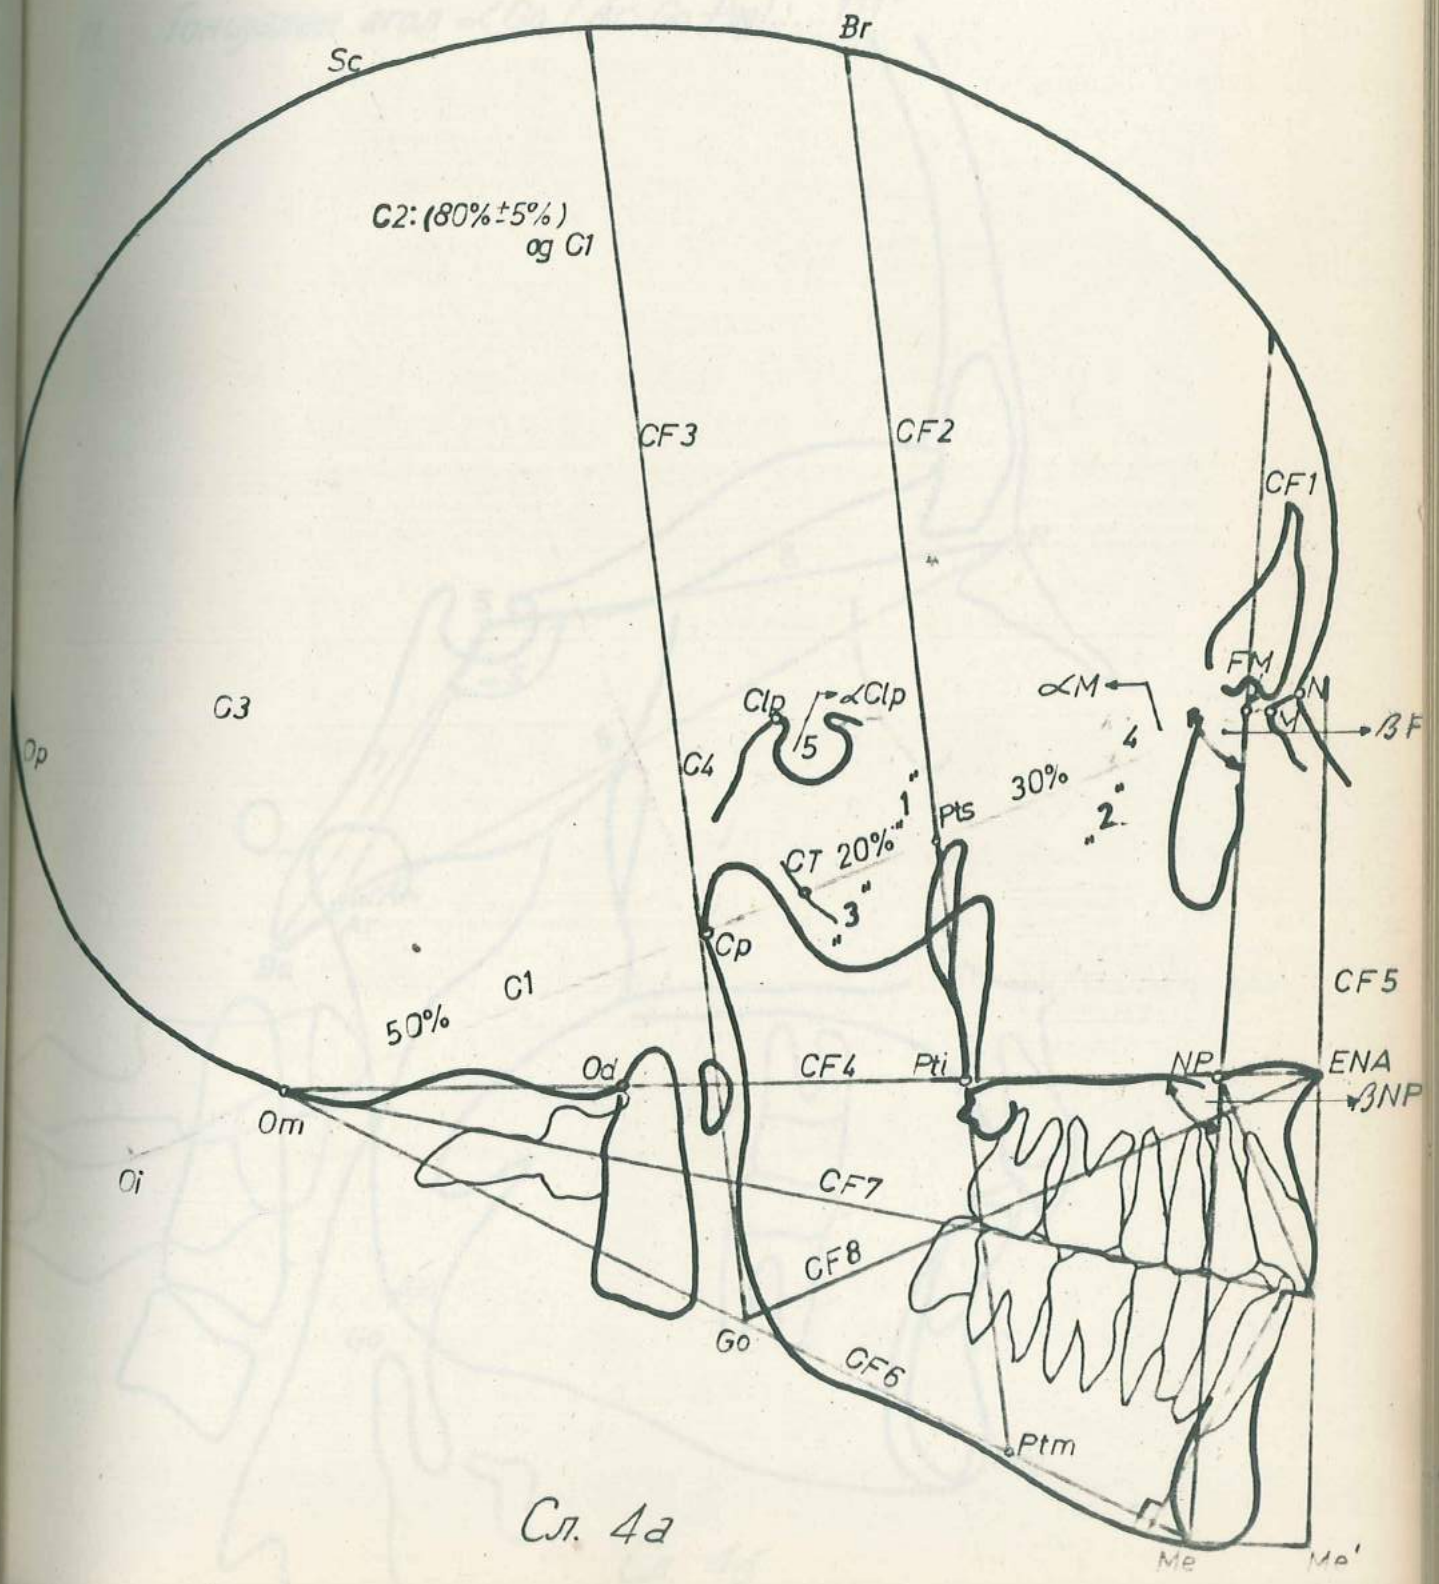 Br
Sc
C2: (80%±5%)
og C1
CF3
CF2
CF1
FM
N
αM
Clp
αClp
C3
M
4
βF
5
Op
C4
30%
"1"
Pts
"2"
CT 20%
"3"
Cp
CF5
C1
50%
Od
CF4
Pti
NP
ENA
βNP
Om
Oi
CF7
CF8
Go
CF6
Ptm
Сл. 4а
Me
Me'